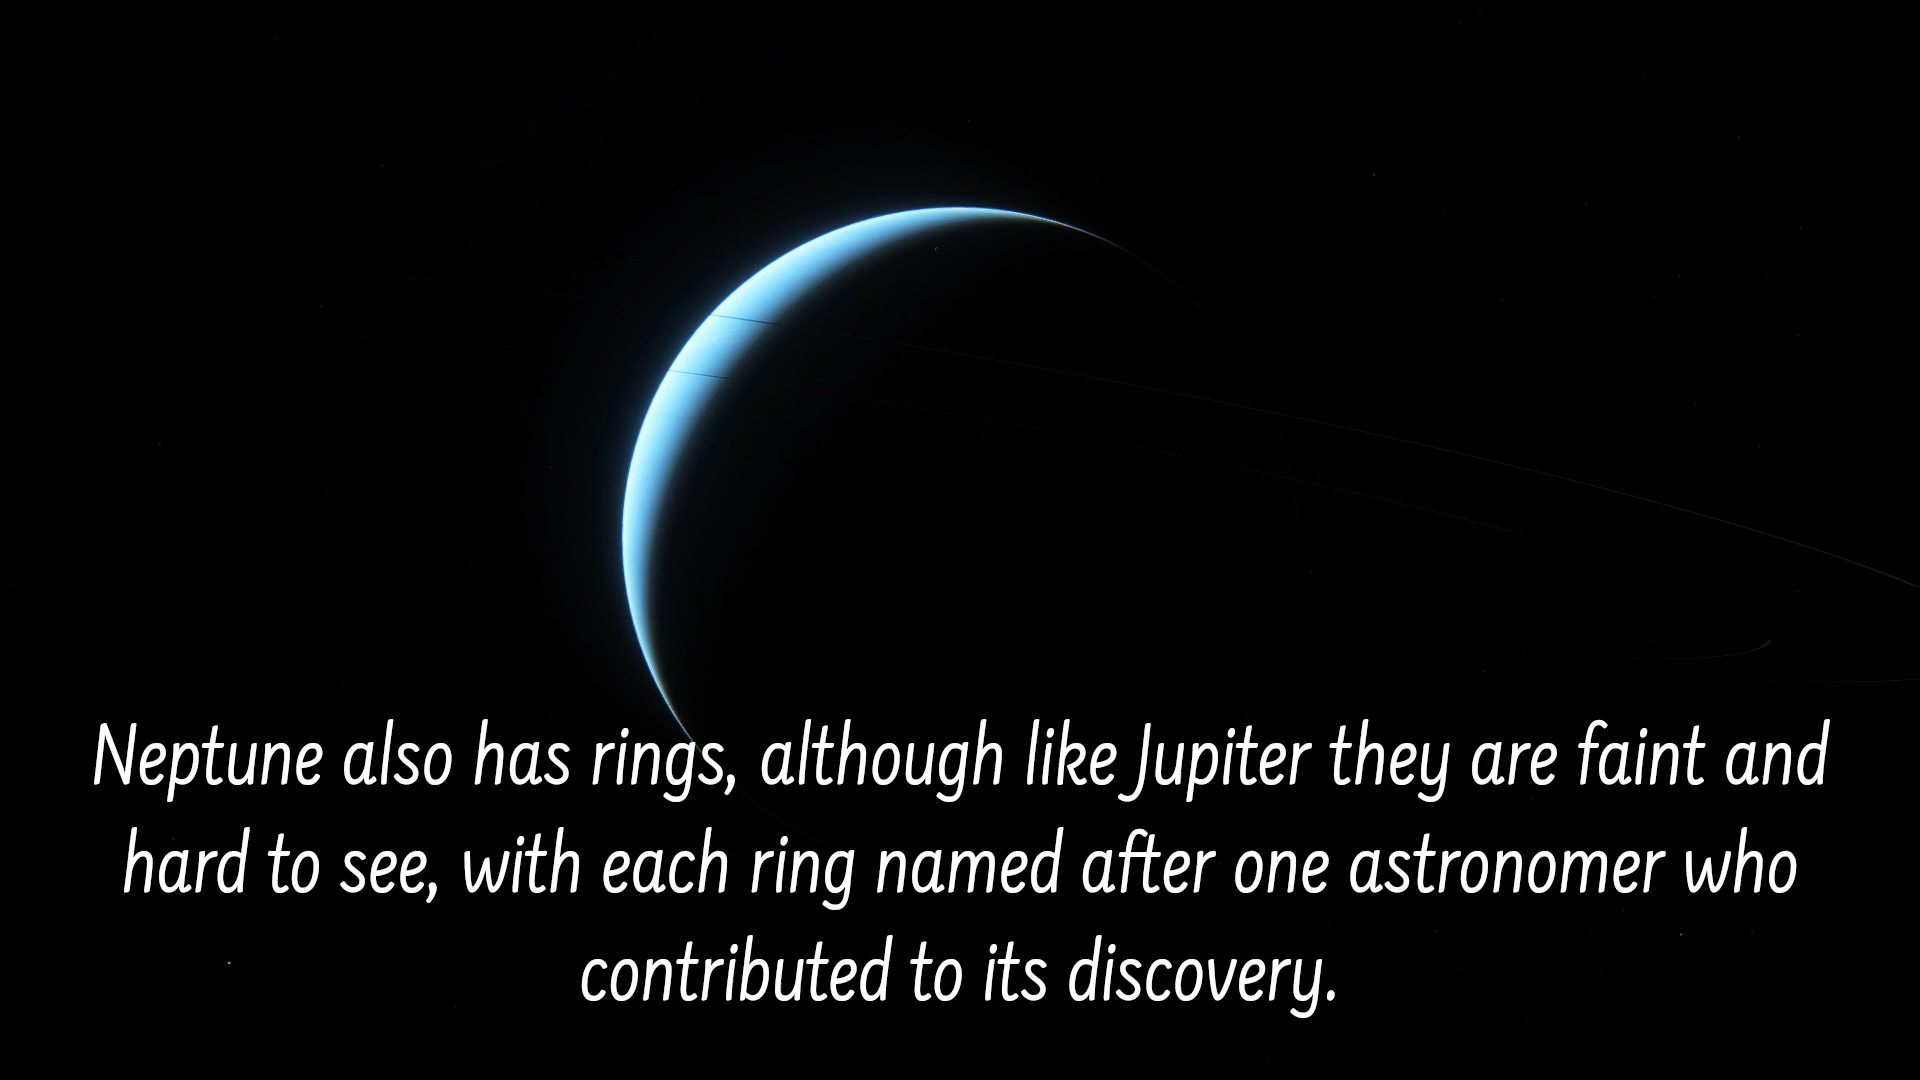 Neptune also has rings, although like Jupiter they are faint and
hard to see, with each ring named after one astronomer who
contributed to its discovery.